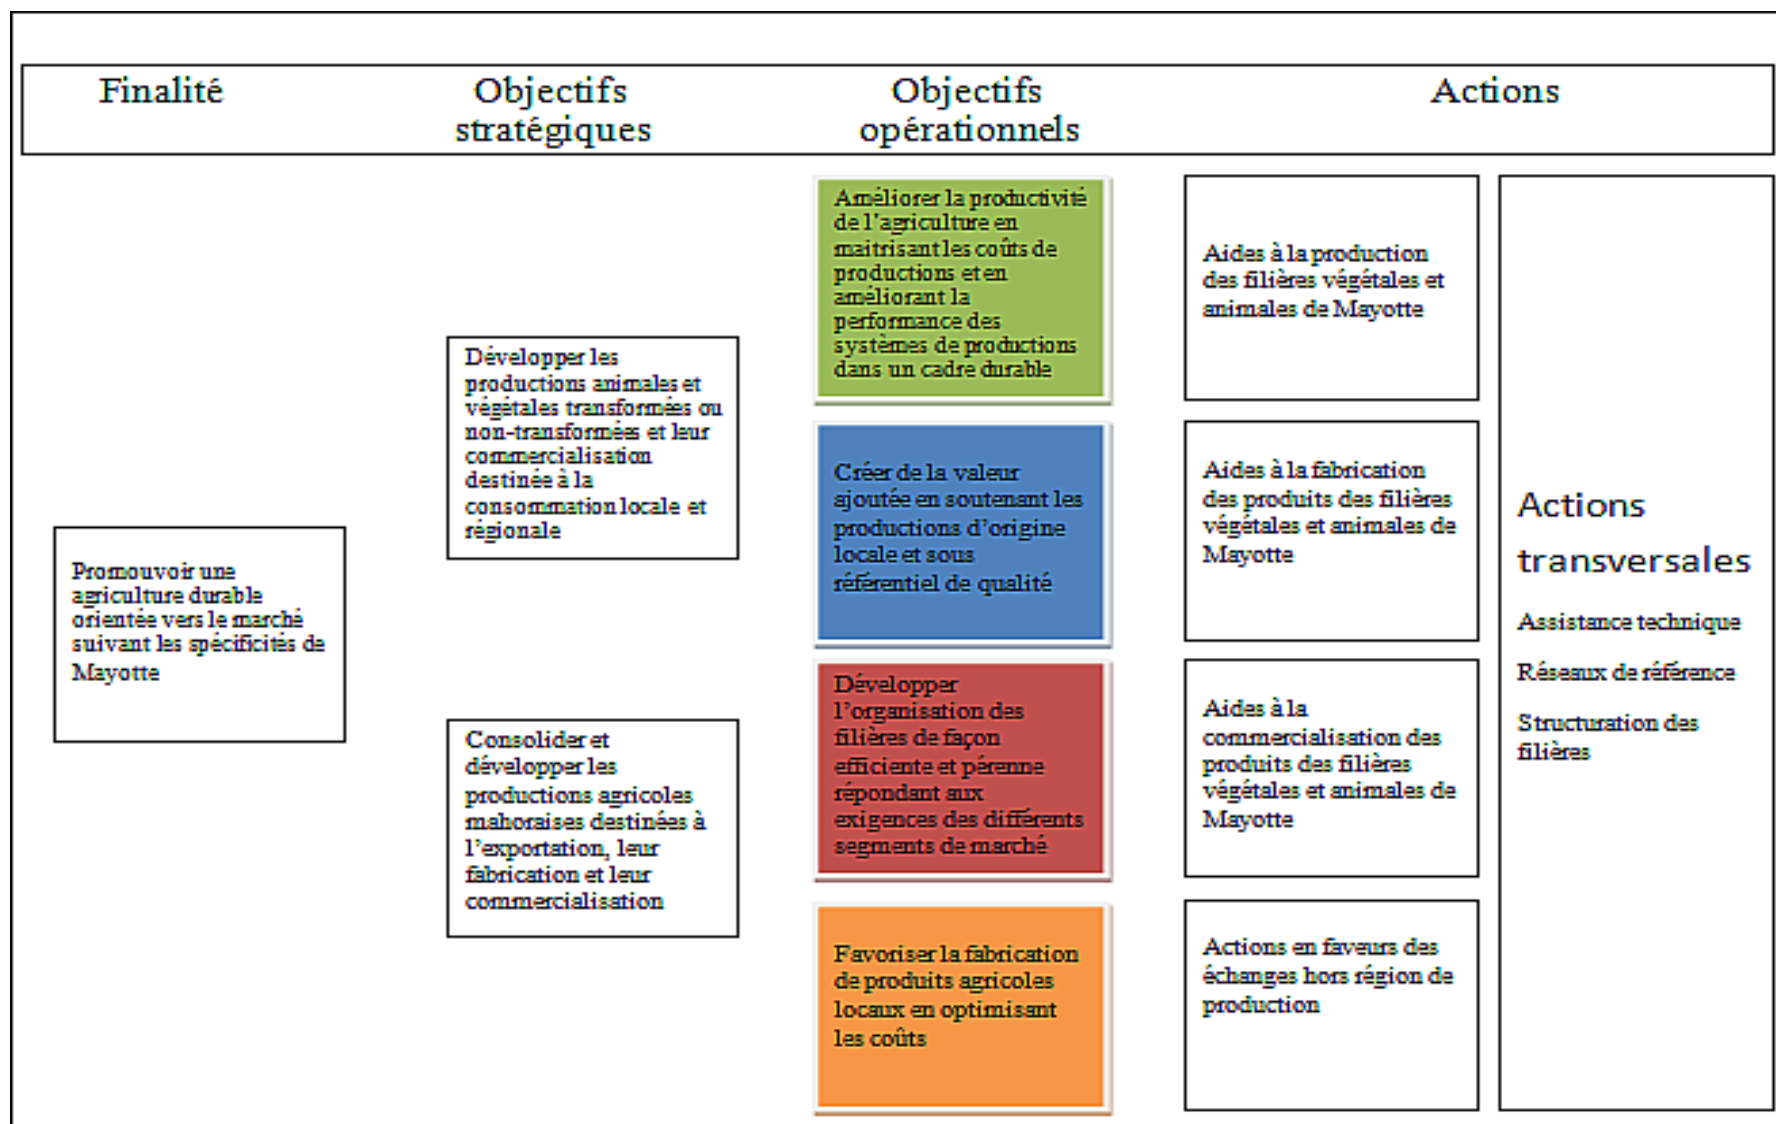 Finalité
Objectifs
stratégiques
Objectifs
opérationnels
Actions
Promouvoir une
agriculture durable
orientée vers le marché
suivant les spécificités de
Mayotte
Développer les
productions animales et
végétales transformées ou
non-transformées et leur
commercialisation
destinée à la
consommation locale et
régionale
Consolider et
développer les
productions agricoles
mahoraises destinées à
l'exportation, leur
fabrication et leur
commercialisation
Améliorer la productivité
de l'agriculture en
maitrisant les coûts de
productions et en
améliorant la
performance des
systèmes de productions
dans un cadre durable
Créer de la valeur
ajoutée en soutenant les
productions d'origine
locale et sous
référentiel de qualité
Développer
l'organisation des
filières de façon
efficiente et pérenne
répondant aux
exigences des différents
segments de marché
Favoriser la fabrication
de produits agricoles
locaux en optimisant
les coûts
Aides à la production
des filières végétales et
animales de Mayotte
Aides à la fabrication
des produits des filières
végétales et animales de
Mayotte
Aides à la
commercialisation des
produits des filières
végétales et animales de
Mayotte
Actions en faveurs des
échanges hors région de
production
Actions
transversales
Assistance technique
Réseaux de référence
Structuration des
filières